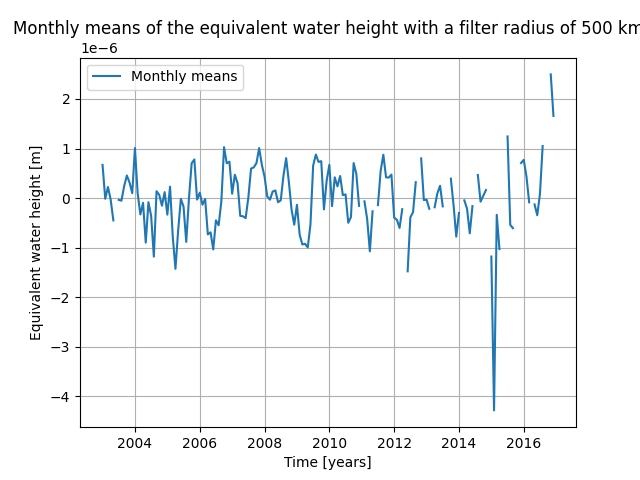 Monthly means of the equivalent water height with a filter radius of 500 km
1e−6
Monthly means
2
1
0
−1
−2
−3
−4
Equivalent water height [m]
2004 2006 2008 2010 2012 2014 2016
Time [years]